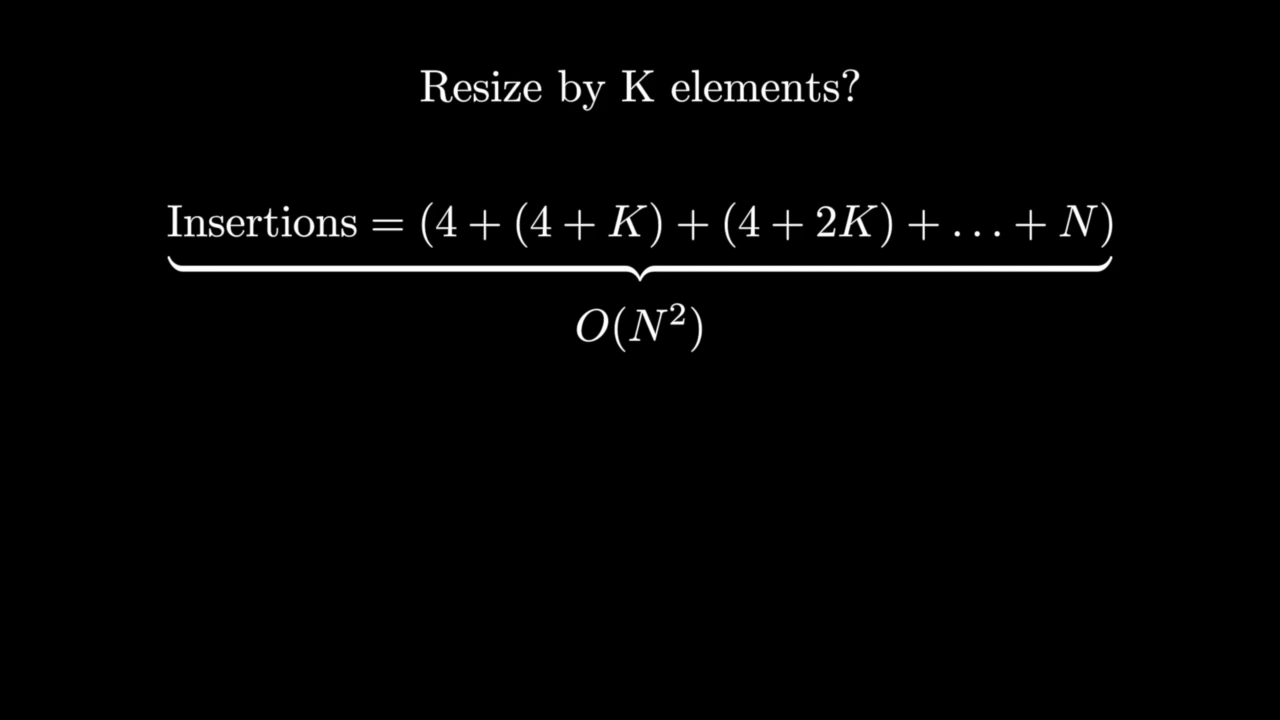 Resize by K elements?
Insertions = (4 + (4 + K) + (4 + 2K) + . . . + N)
O(N²)